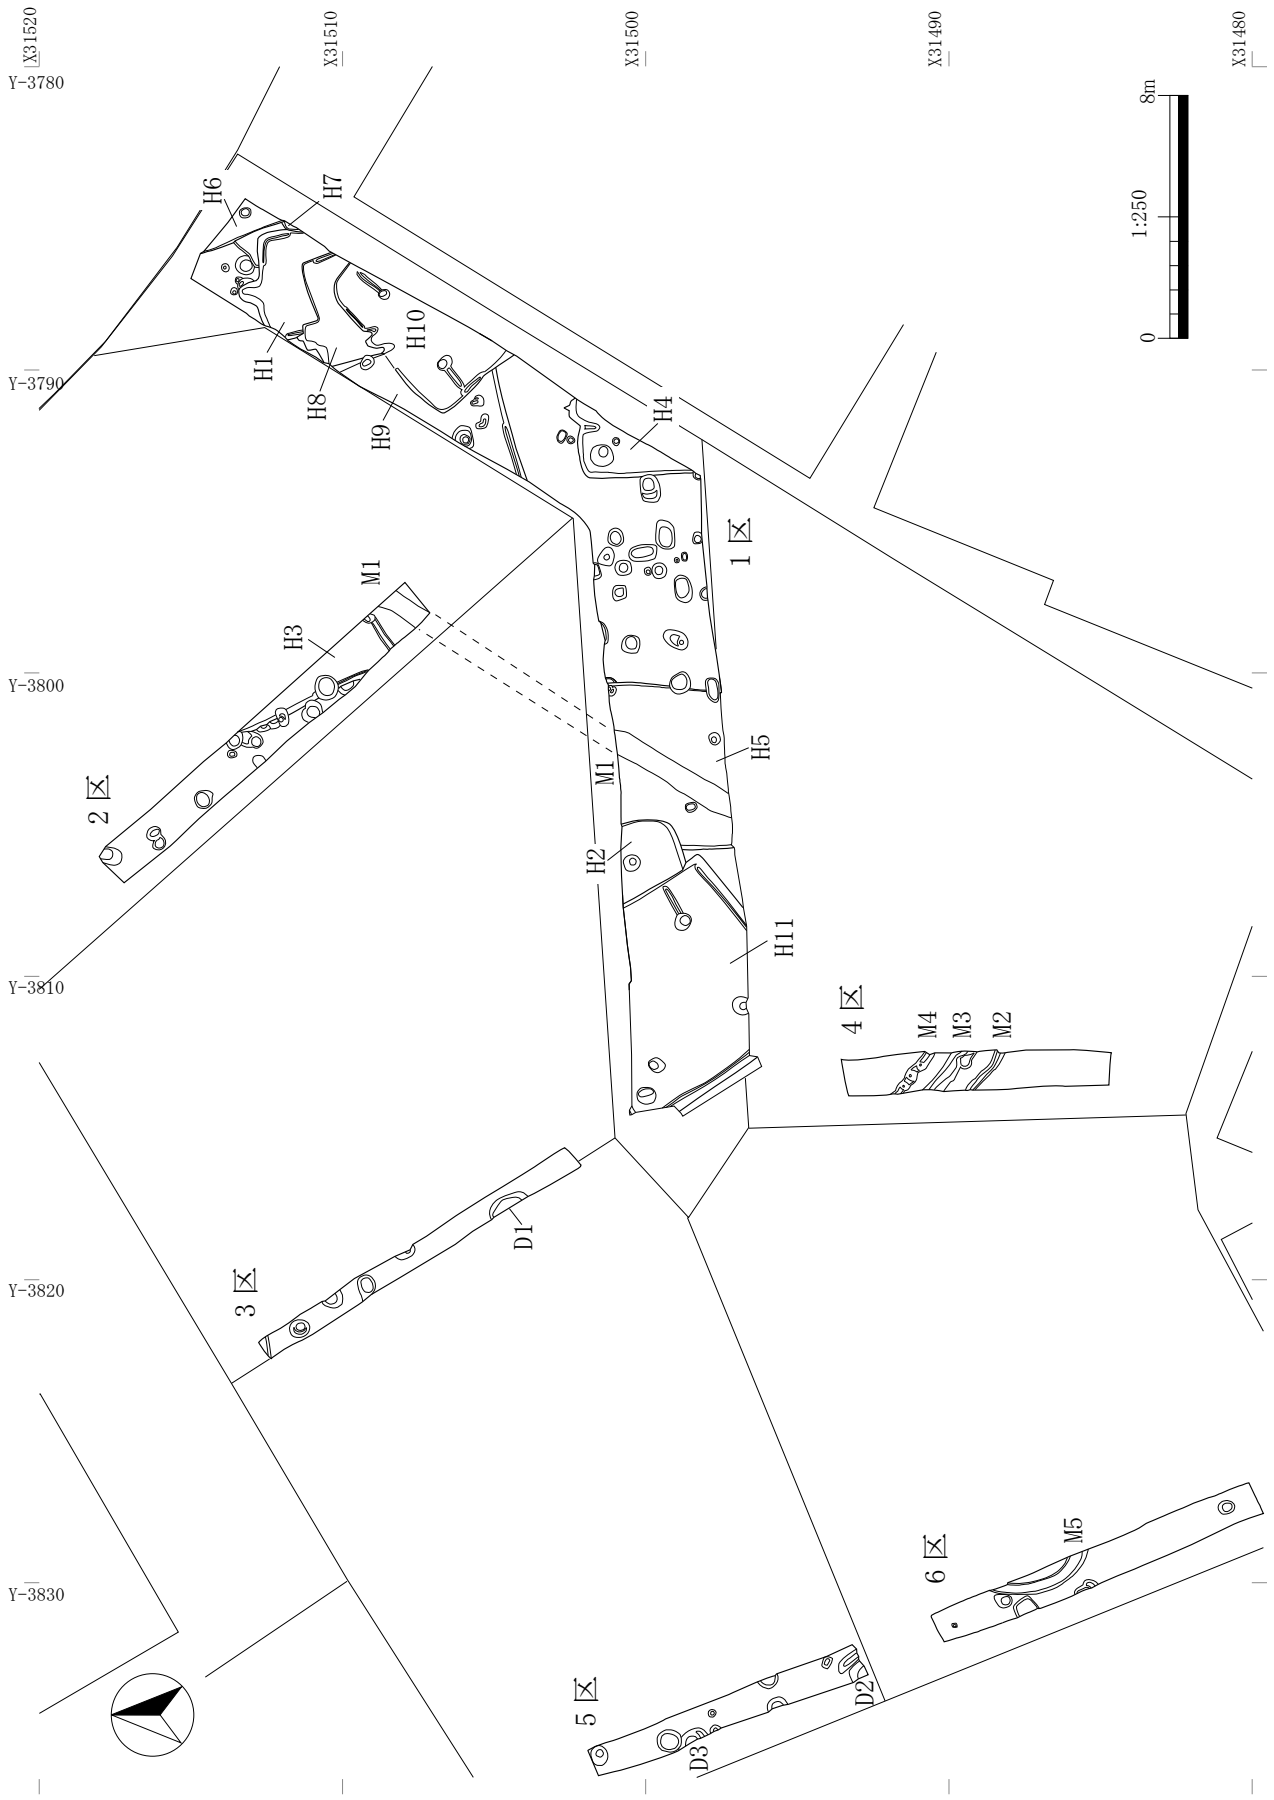 X31520
X31510
X31500
X31490
X31480
Y-3780
Y-3790
Y-3800
Y-3810
Y-3820
Y-3830
8m
1:250
0
H6
H7
H1
H8
H10
H9
H4
1区
M1
H3
2区
M1
H5
H2
H11
4区
M4
M3
M2
D1
3区
6区
M5
5区
D2
D3